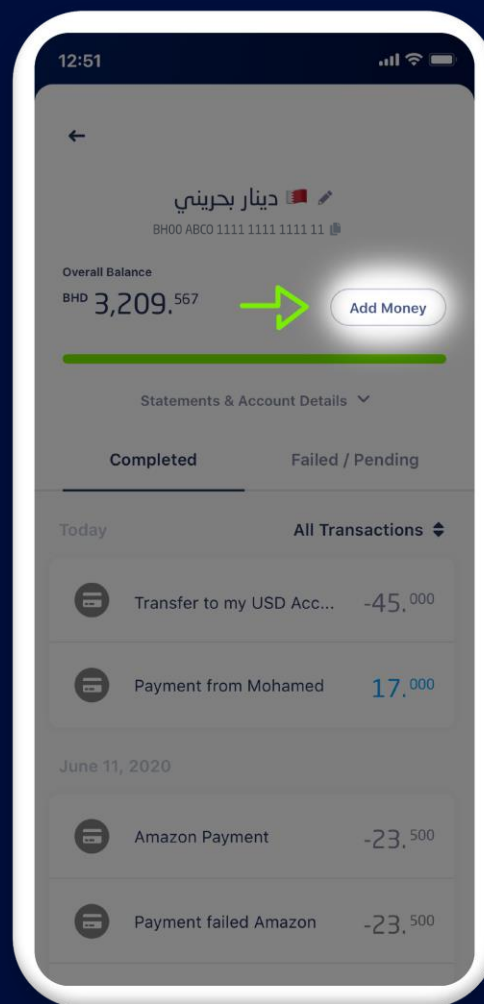 12:51
دينار بحريني
BH00 ABC0 1111 1111 1111 11
Overall Balance
BHD 3,209.567
Add Money
Statements & Account Details
Completed Failed / Pending
Today All Transactions
Transfer to my USD Acc... -45.000
Payment from Mohamed 17.000
June 11, 2020
Amazon Payment -23.500
Payment failed Amazon -23.500